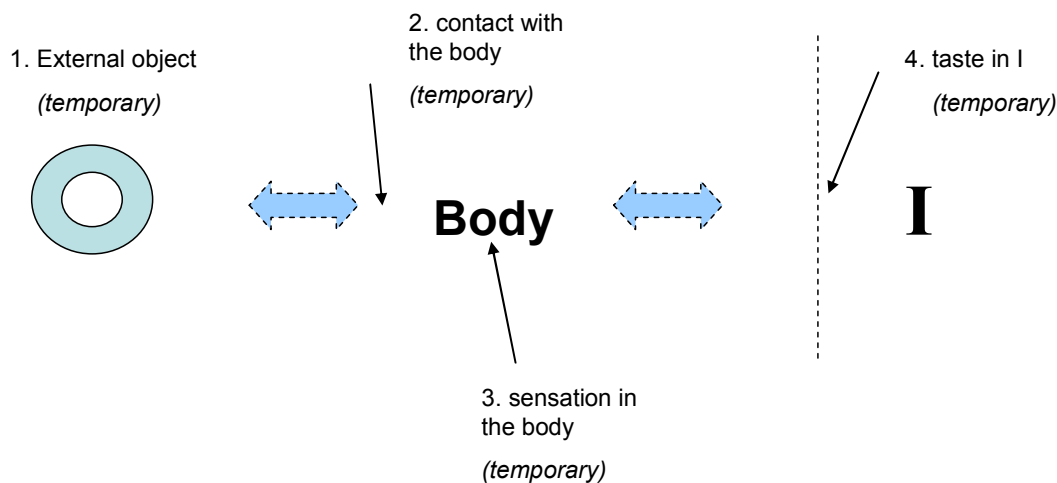 1. External object
(temporary)
2. contact with
the body
(temporary)
4. taste in I
(temporary)
Body
I
3. sensation in
the body
(temporary)